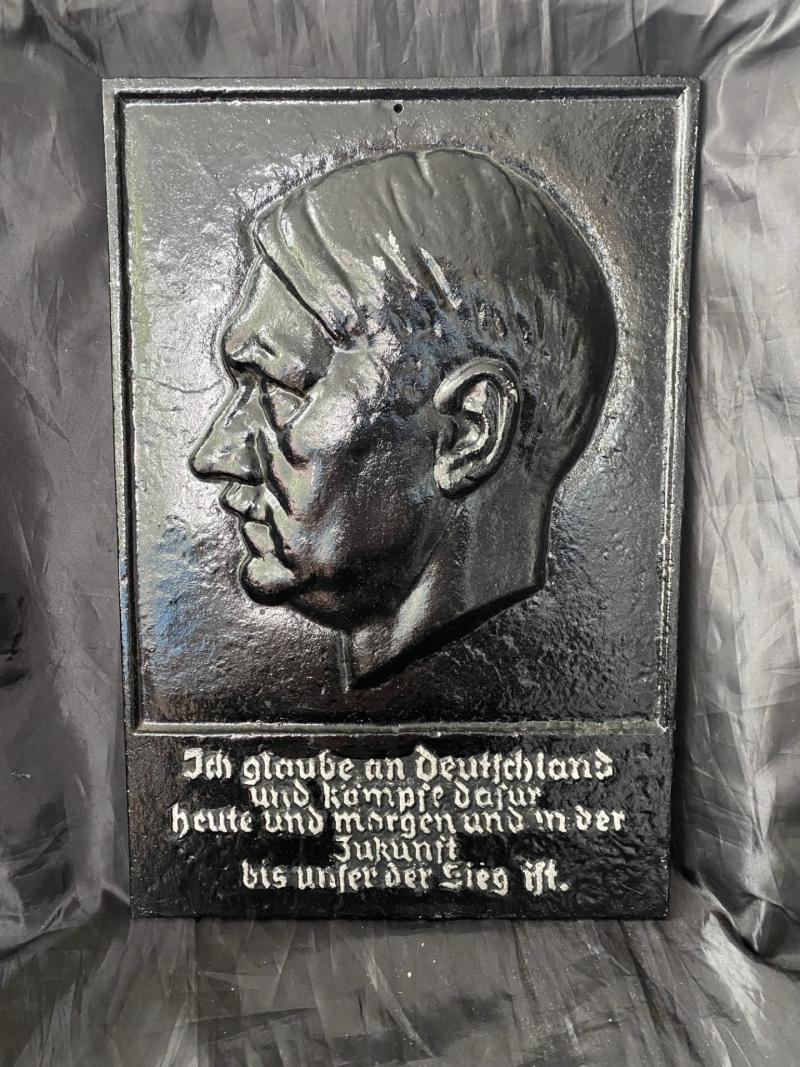 Ich glaube an Deutschland
und kämpfe dafür
heute und morgen und in der
Zukunft
bis unser der Sieg ist.